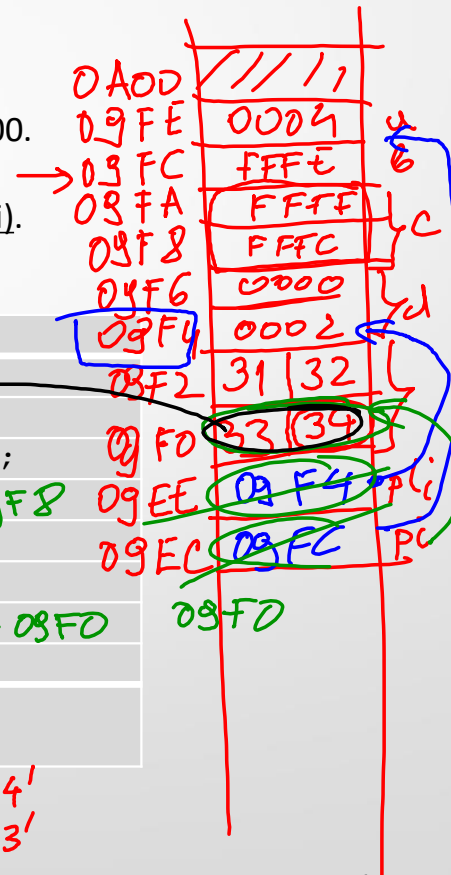 0A00
00.
09FE 0004 a
→ 09FC FFFE b
09FA FFFF
i).
09F8 FFFC c
09F6 0000 d
09F4 0002
09F2 31 32
09F0 33 34
;
F8 09EE 09F4 pli
09EC 09FC pc
09F0 09F0
4'
3'